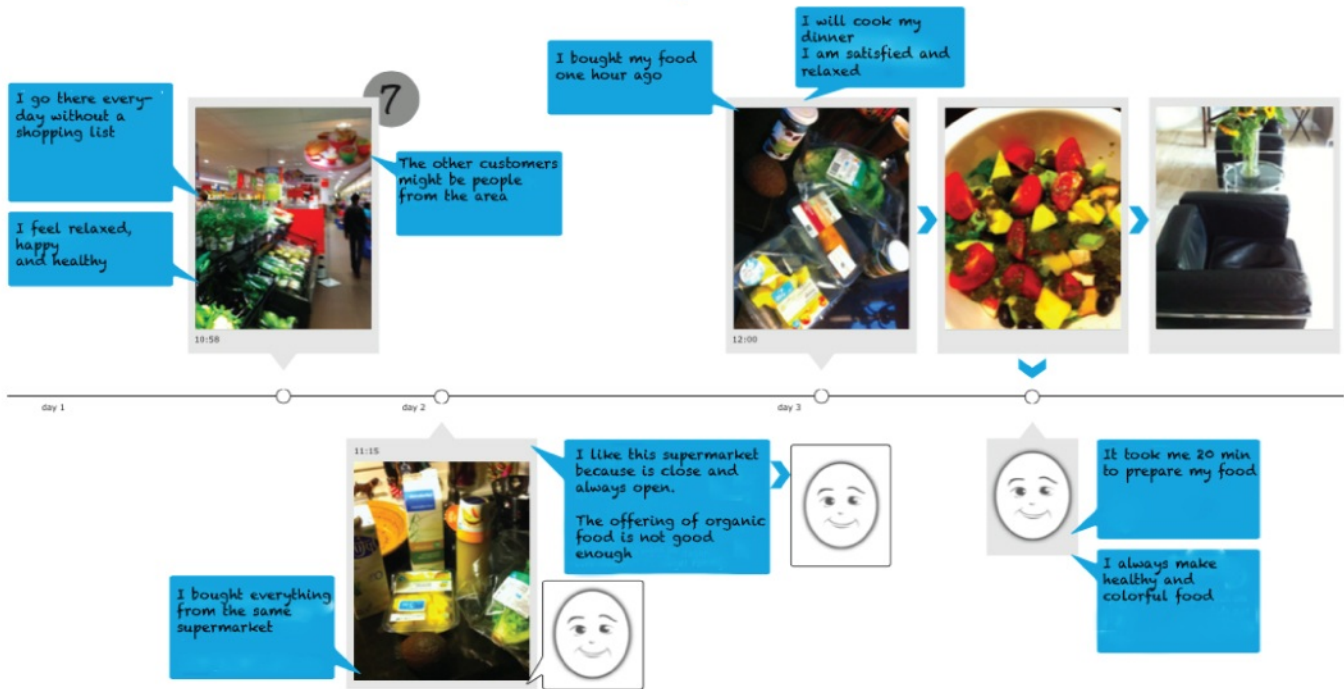 I go there every-
day without a
shopping list
I feel relaxed,
happy
and healthy
7
The other customers
might be people
from the area
10:58
I bought my food
one hour ago
I will cook my
dinner
I am satisfied and
relaxed
12:00
day 1
day 2
day 3
11:15
I bought everything
from the same
supermarket
I like this supermarket
because is close and
always open.
The offering of organic
food is not good
enough
It took me 20 min
to prepare my food
I always make
healthy and
colorful food